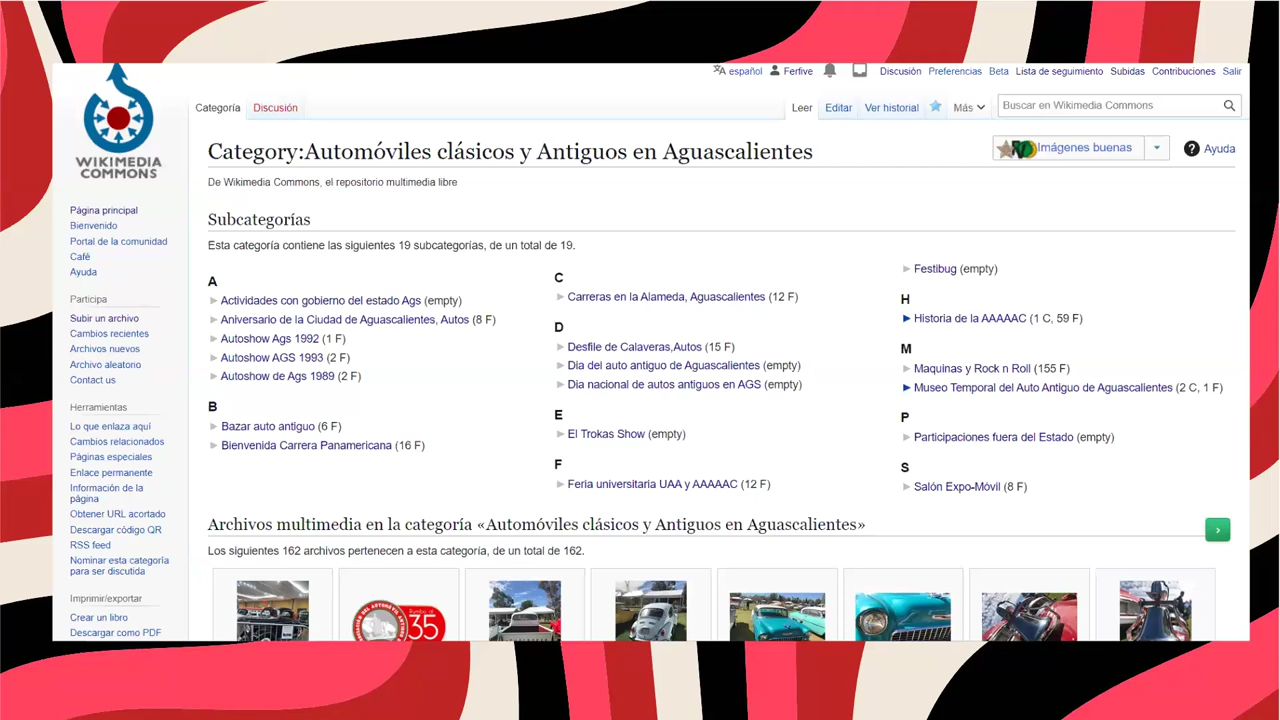 español Ferfive Discusión Preferencias Beta Lista de seguimiento Subidas Contribuciones Salir
WIKIMEDIA
COMMONS
Categoría Discusión Leer Editar Ver historial Más Buscar en Wikimedia Commons
Category:Automóviles clásicos y Antiguos en Aguascalientes
Imágenes buenas Ayuda
De Wikimedia Commons, el repositorio multimedia libre
Página principal
Bienvenido
Portal de la comunidad
Café
Ayuda
Participa
Subir un archivo
Cambios recientes
Archivos nuevos
Archivo aleatorio
Contact us
Herramientas
Lo que enlaza aquí
Cambios relacionados
Páginas especiales
Enlace permanente
Información de la
página
Obtener URL acortado
Descargar código QR
RSS feed
Nominar esta categoría
para ser discutida
Imprimir/exportar
Crear un libro
Descargar como PDF
Subcategorías
Esta categoría contiene las siguientes 19 subcategorías, de un total de 19.
A
Actividades con gobierno del estado Ags (empty)
Aniversario de la Ciudad de Aguascalientes, Autos (8 F)
Autoshow Ags 1992 (1 F)
Autoshow AGS 1993 (2 F)
Autoshow de Ags 1989 (2 F)
B
Bazar auto antiguo (6 F)
Bienvenida Carrera Panamericana (16 F)
C
Carreras en la Alameda, Aguascalientes (12 F)
D
Desfile de Calaveras,Autos (15 F)
Dia del auto antiguo de Aguascalientes (empty)
Dia nacional de autos antiguos en AGS (empty)
E
El Trokas Show (empty)
F
Feria universitaria UAA y AAAAAC (12 F)
Festibug (empty)
H
Historia de la AAAAAC (1 C, 59 F)
M
Maquinas y Rock n Roll (155 F)
Museo Temporal del Auto Antiguo de Aguascalientes (2 C, 1 F)
P
Participaciones fuera del Estado (empty)
S
Salón Expo-Móvil (8 F)
Archivos multimedia en la categoría «Automóviles clásicos y Antiguos en Aguascalientes»
Los siguientes 162 archivos pertenecen a esta categoría, de un total de 162.
Rumbo al
35